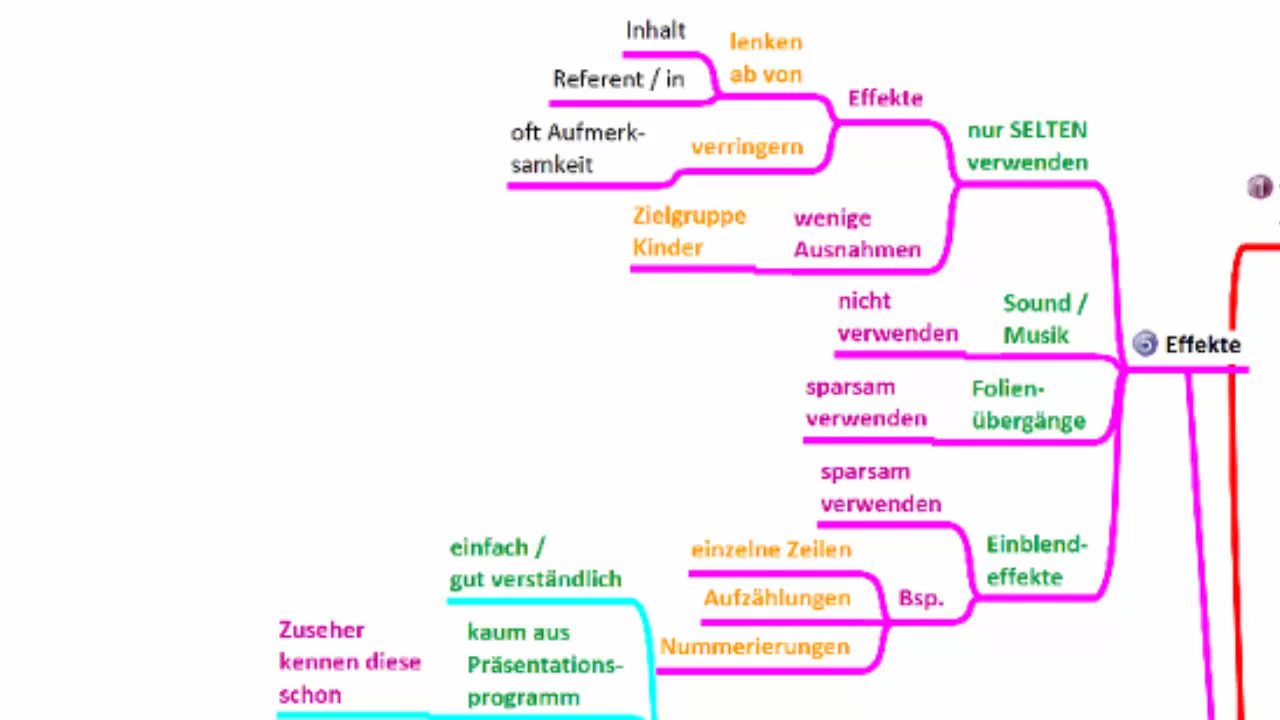 Inhalt
lenken
ab von
Referent / in
Effekte
oft Aufmerk-
samkeit
verringern
nur SELTEN
verwenden
Zielgruppe
Kinder
wenige
Ausnahmen
nicht
verwenden
Sound /
Musik
5 Effekte
sparsam
verwenden
Folien-
übergänge
sparsam
verwenden
Einblend-
effekte
einzelne Zeilen
Aufzählungen
Bsp.
Nummerierungen
einfach /
gut verständlich
Zuseher
kennen diese
schon
kaum aus
Präsentations-
programm
1